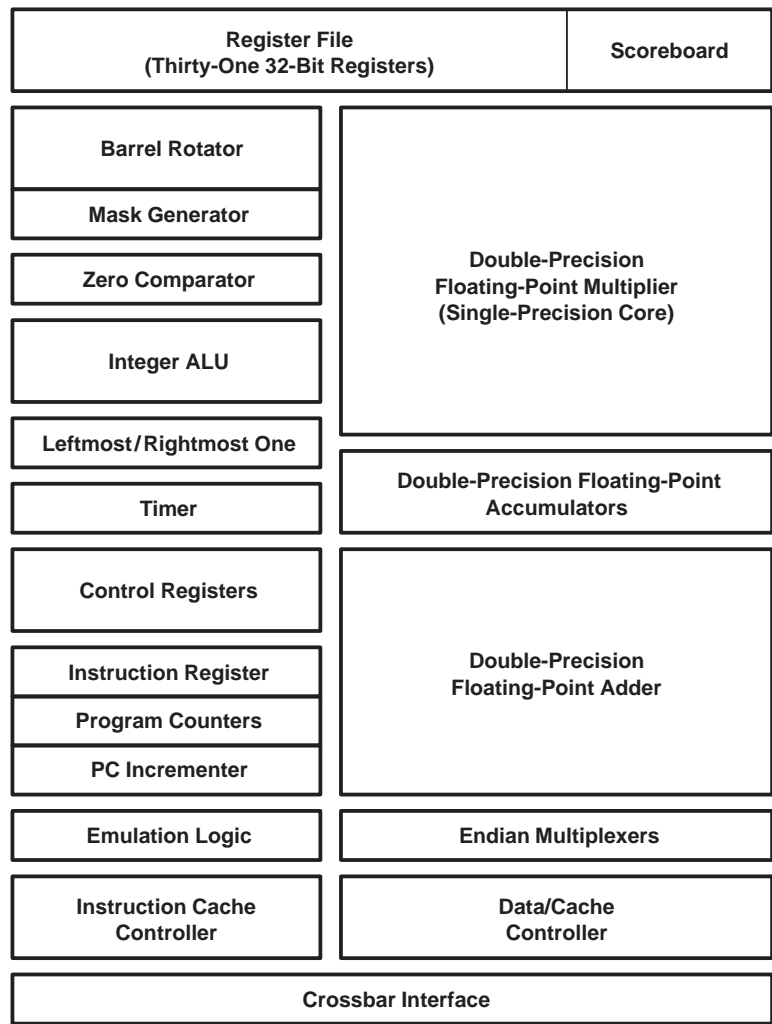 Register File
(Thirty-One 32-Bit Registers)
Scoreboard
Barrel Rotator
Mask Generator
Zero Comparator
Integer ALU
Leftmost/Rightmost One
Timer
Control Registers
Instruction Register
Program Counters
PC Incrementer
Emulation Logic
Instruction Cache
Controller
Double-Precision
Floating-Point Multiplier
(Single-Precision Core)
Double-Precision Floating-Point
Accumulators
Double-Precision
Floating-Point Adder
Endian Multiplexers
Data/Cache
Controller
Crossbar Interface